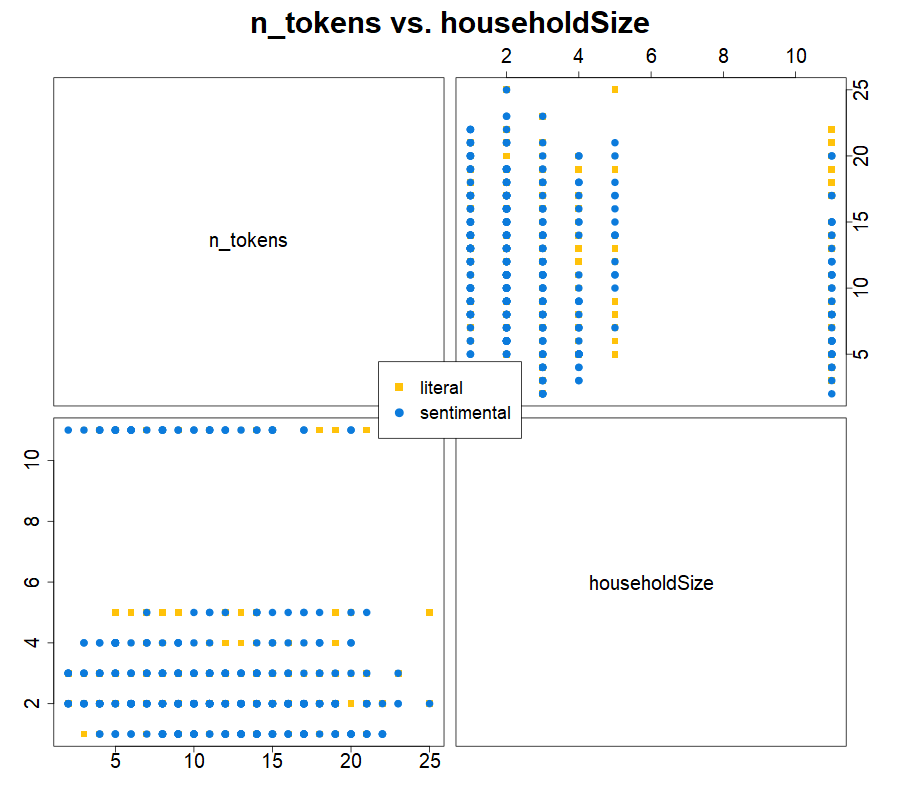 n_tokens vs. householdSize
2 4 6 8 10
n_tokens
25
20
15
10
5
literal
sentimental
10
8
6
4
2
householdSize
5 10 15 20 25